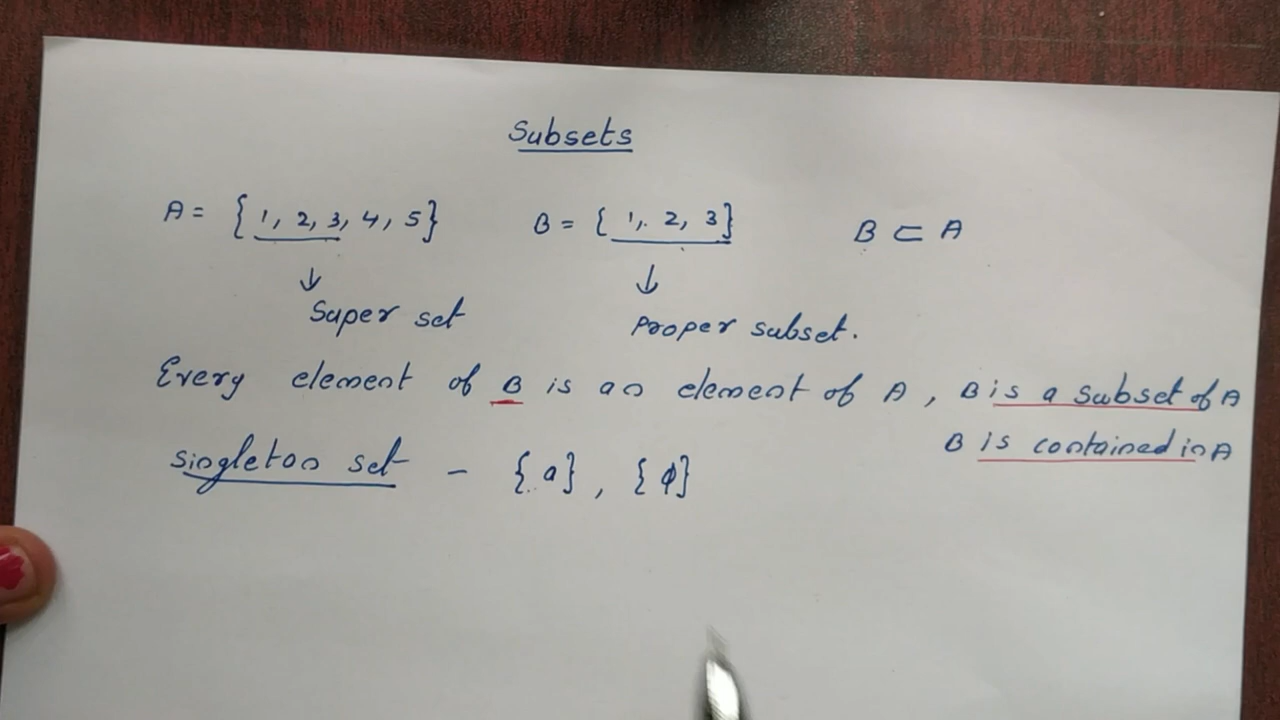 Subsets
A = {1, 2, 3, 4, 5} B = {1, 2, 3} B ⊂ A
↓ ↓
Super set Proper subset.
Every element of B is an element of A, B is a subset of A
B is contained in A
Singleton set - {a}, {ϕ}